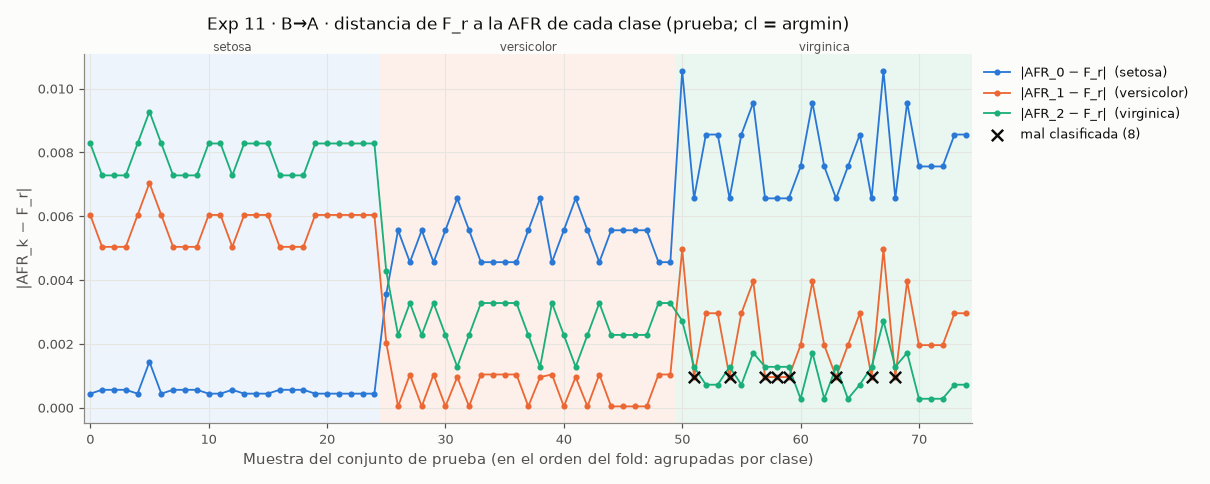 Exp 11 · B→A · distancia de F_r a la AFR de cada clase (prueba; cl = argmin)
setosa
versicolor
virginica
|AFR_0 − F_r| (setosa)
|AFR_1 − F_r| (versicolor)
|AFR_2 − F_r| (virginica)
mal clasificada (8)
|AFR_k − F_r|
0.010
0.008
0.006
0.004
0.002
0.000
0
10
20
30
40
50
60
70
Muestra del conjunto de prueba (en el orden del fold: agrupadas por clase)